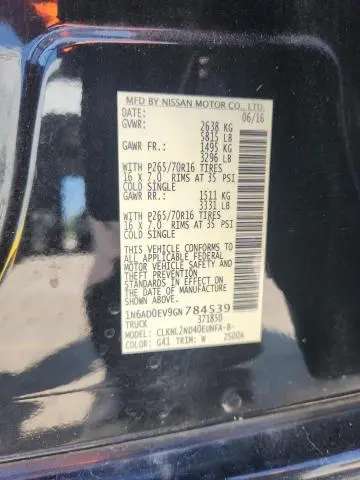 MFD BY NISSAN MOTOR CO., LTD.
DATE: 06/16
GVWR: 2638 KG
5815 LB
GAWR FR.: 1495 KG
3296 LB
WITH P265/70R16 TIRES
16 X 7.0 RIMS AT 35 PSI
COLD SINGLE
GAWR RR.: 1511 KG
3331 LB
WITH P265/70R16 TIRES
16 X 7.0 RIMS AT 35 PSI
COLD SINGLE
THIS VEHICLE CONFORMS TO
ALL APPLICABLE FEDERAL
MOTOR VEHICLE SAFETY AND
THEFT PREVENTION
STANDARDS IN EFFECT ON
THE DATE OF MANUFACTURE
SHOWN ABOVE.
1N6AD0EV9GN784539
TRUCK 371850
MODEL: CLKNLZND40EUNFA-B-
COLOR: G41 TRIM: W 2500A